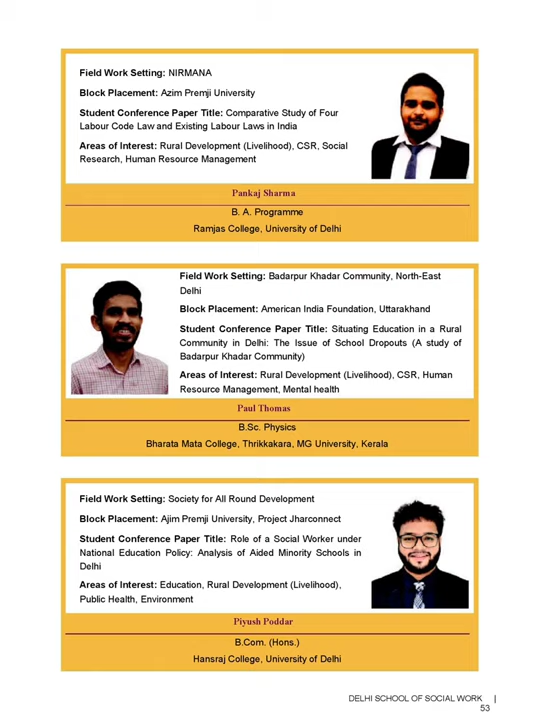 Field Work Setting: NIRMANA
Block Placement: Azim Premji University
Student Conference Paper Title: Comparative Study of Four
Labour Code Law and Existing Labour Laws in India
Areas of Interest: Rural Development (Livelihood), CSR, Social
Research, Human Resource Management
Pankaj Sharma
B. A. Programme
Ramjas College, University of Delhi
Field Work Setting: Badarpur Khadar Community, North-East
Delhi
Block Placement: American India Foundation, Uttarakhand
Student Conference Paper Title: Situating Education in a Rural
Community in Delhi: The Issue of School Dropouts (A study of
Badarpur Khadar Community)
Areas of Interest: Rural Development (Livelihood), CSR, Human
Resource Management, Mental health
Paul Thomas
B.Sc. Physics
Bharata Mata College, Thrikkakara, MG University, Kerala
Field Work Setting: Society for All Round Development
Block Placement: Ajim Premji University, Project Jharconnect
Student Conference Paper Title: Role of a Social Worker under
National Education Policy: Analysis of Aided Minority Schools in
Delhi
Areas of Interest: Education, Rural Development (Livelihood),
Public Health, Environment
Piyush Poddar
B.Com. (Hons.)
Hansraj College, University of Delhi
DELHI SCHOOL OF SOCIAL WORK |
53